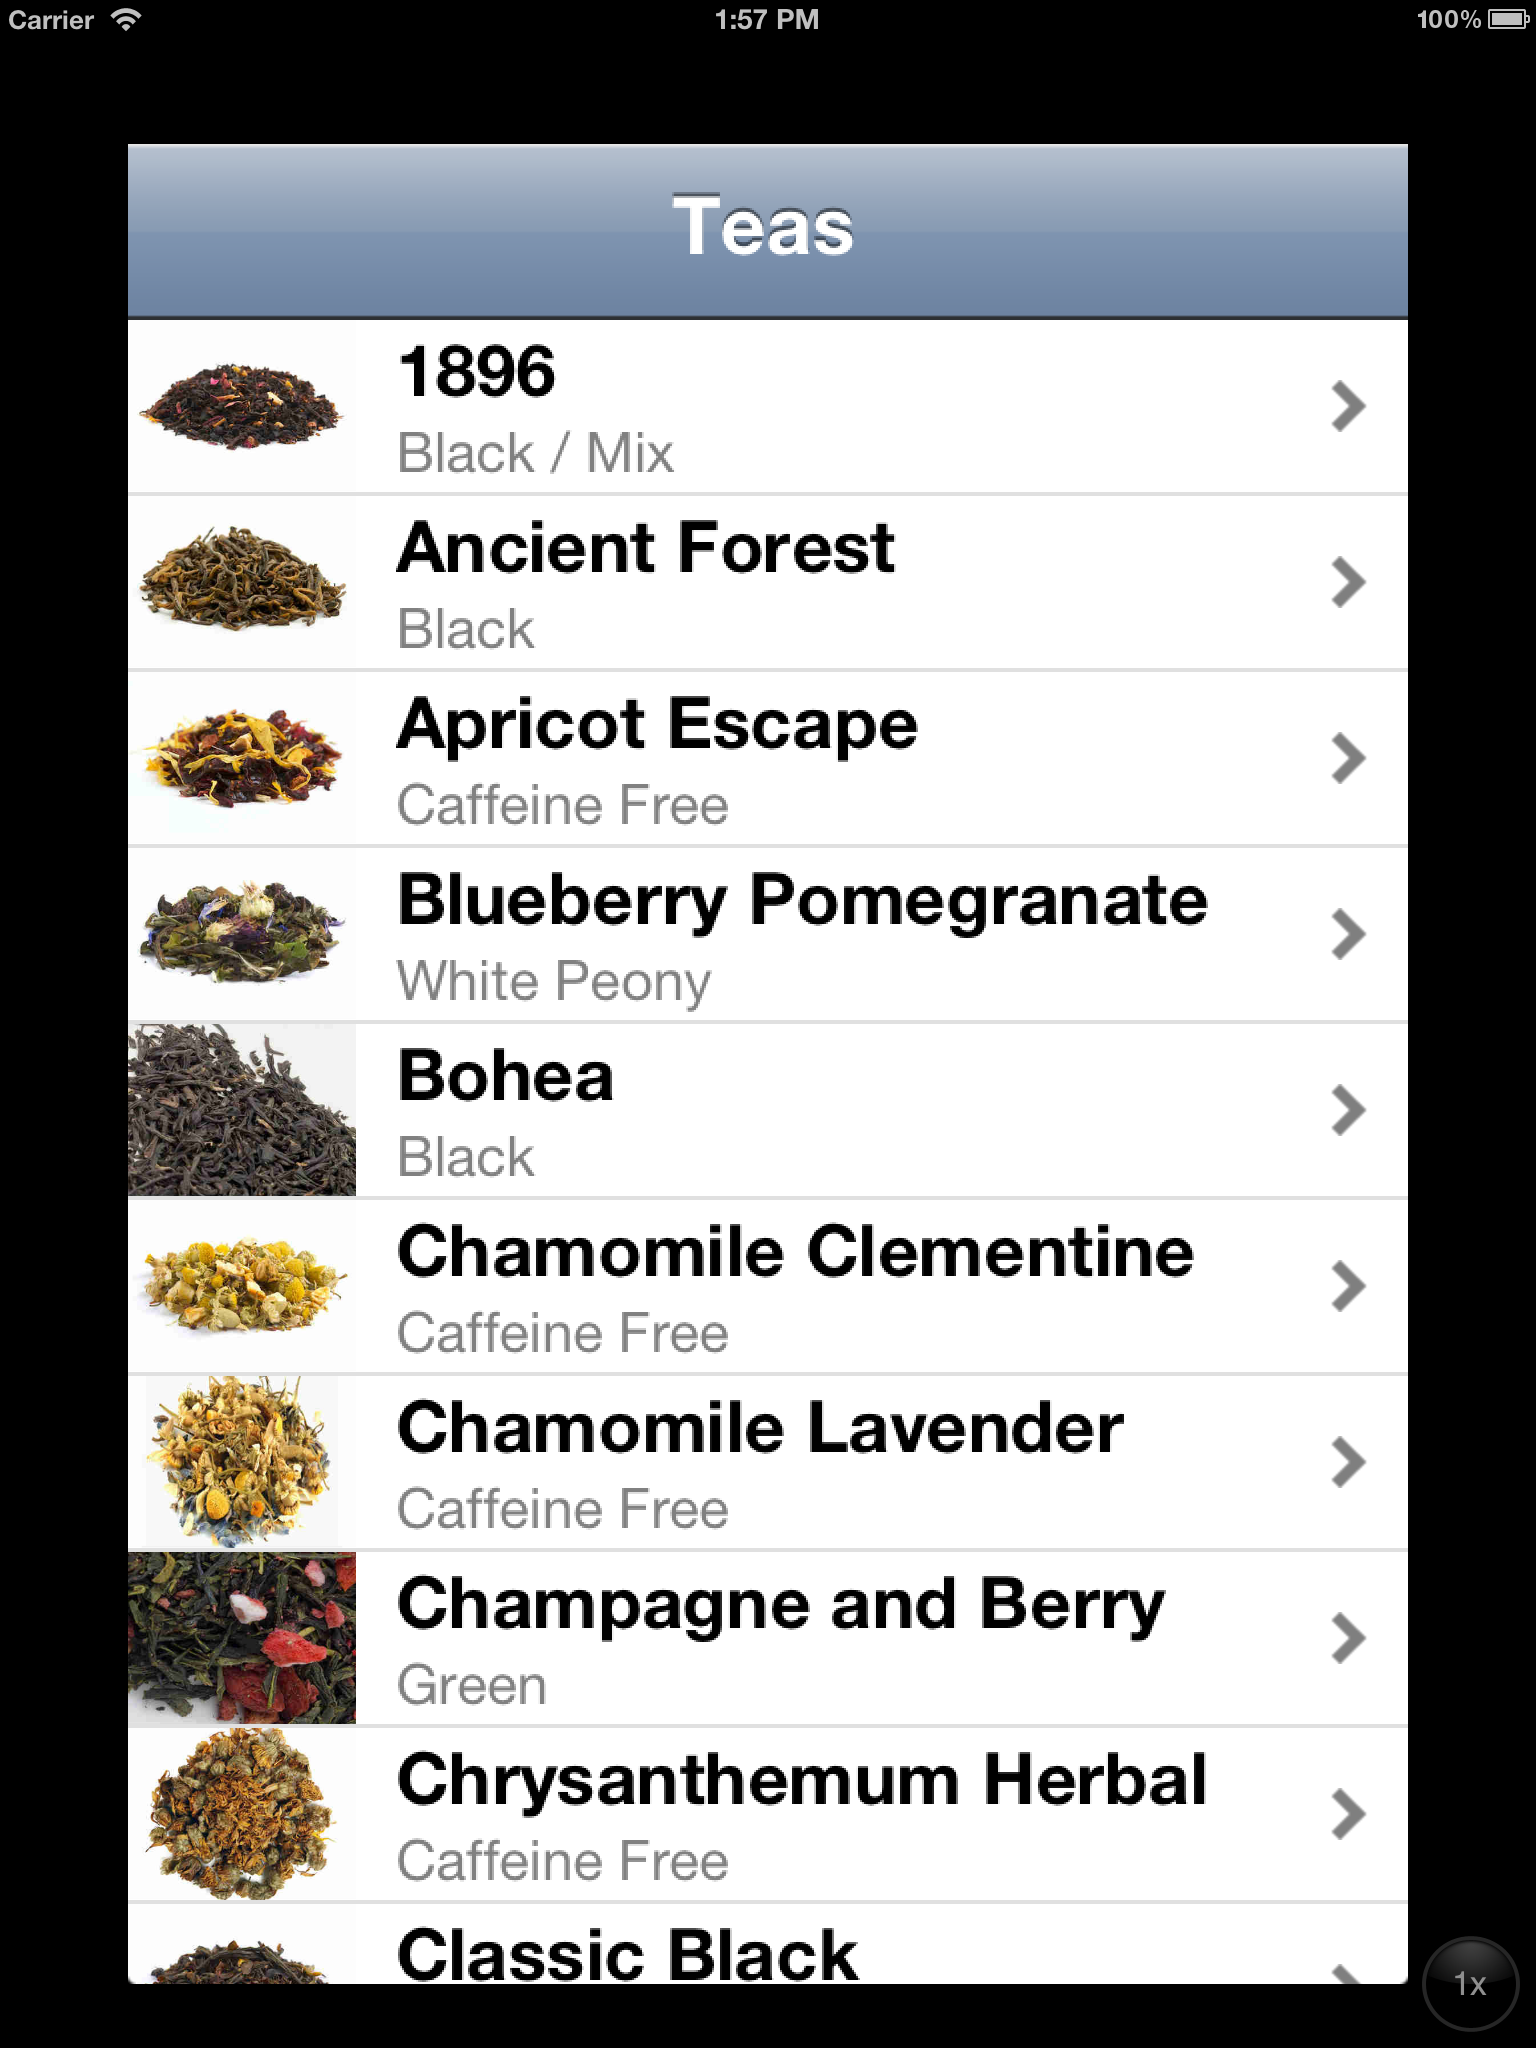 Carrier 1:57 PM 100%
Teas
1896
Black / Mix
Ancient Forest
Black
Apricot Escape
Caffeine Free
Blueberry Pomegranate
White Peony
Bohea
Black
Chamomile Clementine
Caffeine Free
Chamomile Lavender
Caffeine Free
Champagne and Berry
Green
Chrysanthemum Herbal
Caffeine Free
Classic Black
1x